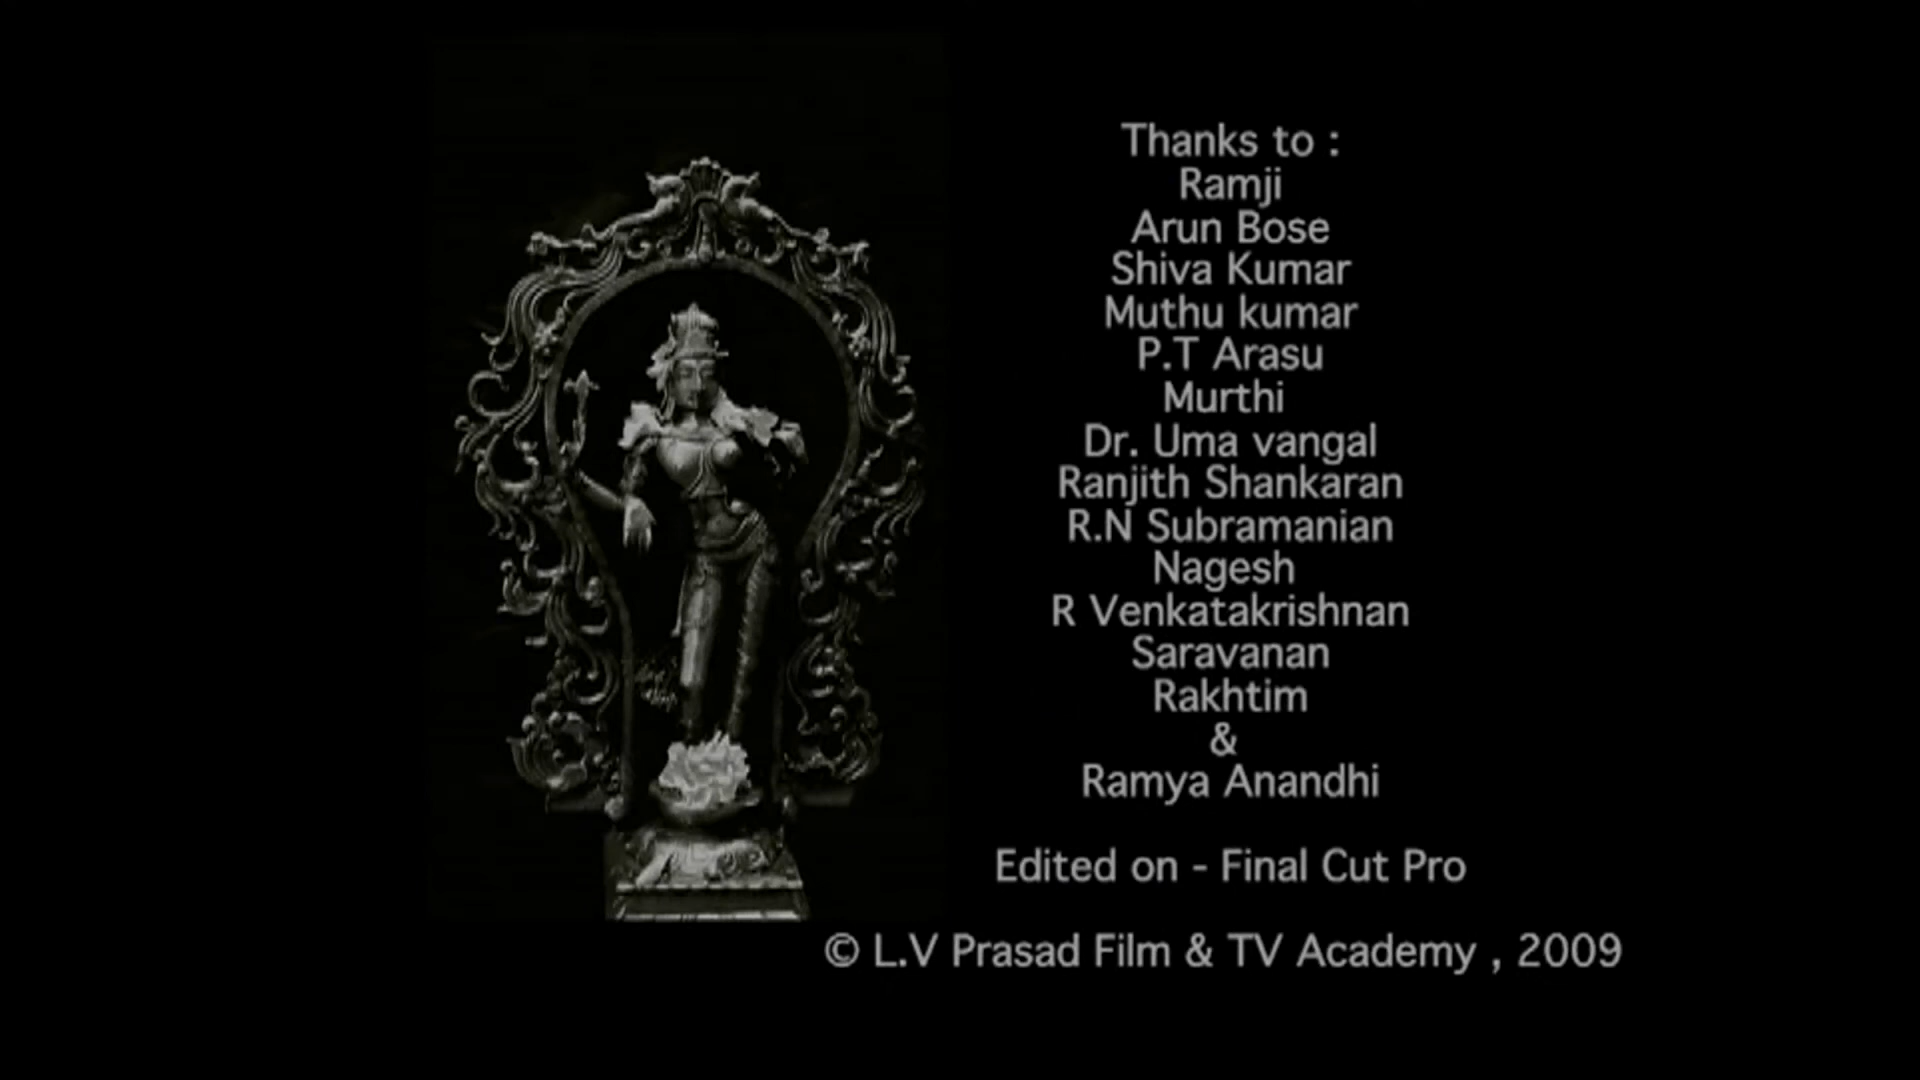 Thanks to :
Ramji
Arun Bose
Shiva Kumar
Muthu kumar
P.T Arasu
Murthi
Dr. Uma vangal
Ranjith Shankaran
R.N Subramanian
Nagesh
R Venkatakrishnan
Saravanan
Rakhtim
&
Ramya Anandhi
Edited on - Final Cut Pro
© L.V Prasad Film & TV Academy , 2009